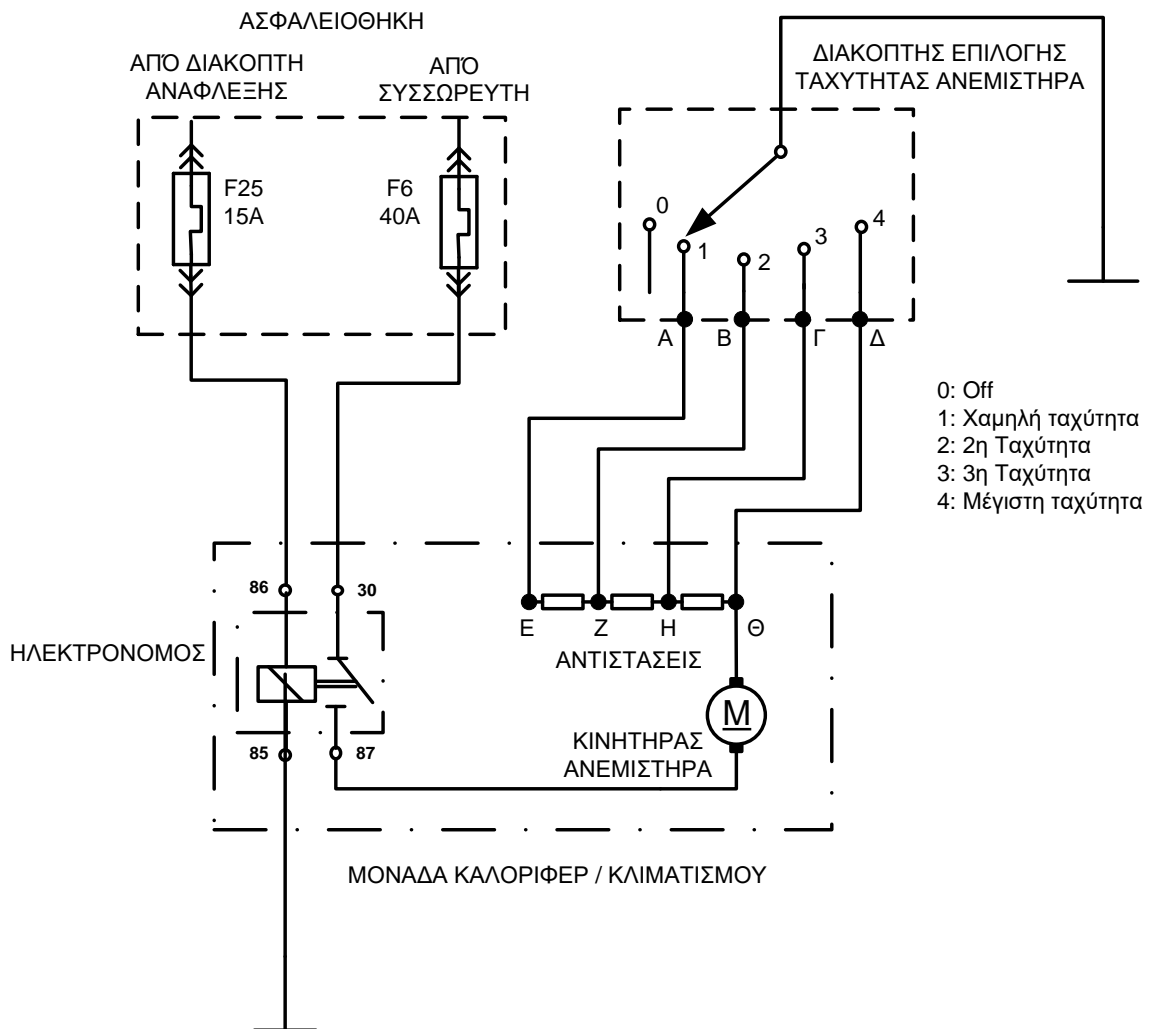 ΑΣΦΑΛΕΙΟΘΗΚΗ
ΑΠΌ ΔΙΑΚΟΠΤΗ
ΑΝΑΦΛΕΞΗΣ
ΑΠΌ
ΣΥΣΣΩΡΕΥΤΗ
ΔΙΑΚΟΠΤΗΣ ΕΠΙΛΟΓΗΣ
ΤΑΧΥΤΗΤΑΣ ΑΝΕΜΙΣΤΗΡΑ
F25
15A
F6
40A
0
1
2
3
4
Α
Β
Γ
Δ
0: Off
1: Χαμηλή ταχύτητα
2: 2η Ταχύτητα
3: 3η Ταχύτητα
4: Μέγιστη ταχύτητα
86
30
ΗΛΕΚΤΡΟΝΟΜΟΣ
85
87
Ε
Ζ
Η
Θ
ΑΝΤΙΣΤΑΣΕΙΣ
M
ΚΙΝΗΤΗΡΑΣ
ΑΝΕΜΙΣΤΗΡΑ
ΜΟΝΑΔΑ ΚΑΛΟΡΙΦΕΡ / ΚΛΙΜΑΤΙΣΜΟΥ